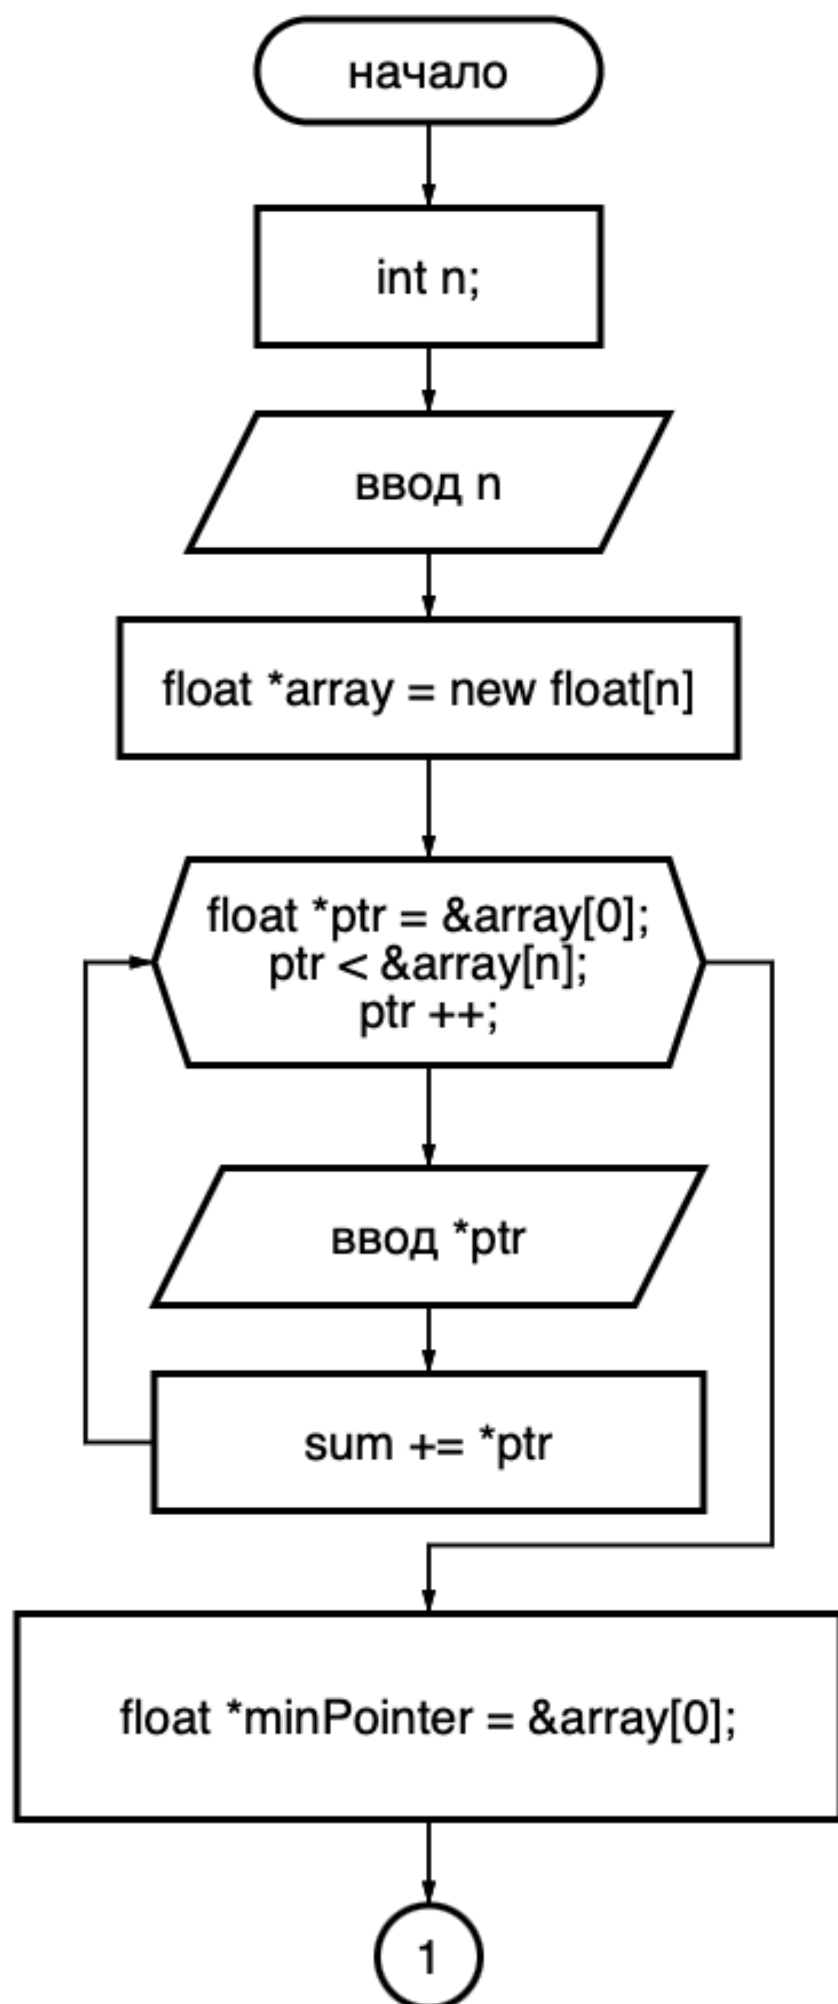 начало
int n;
ввод n
float *array = new float[n]
float *ptr = &array[0];
ptr < &array[n];
ptr ++;
ввод *ptr
sum += *ptr
float *minPointer = &array[0];
1